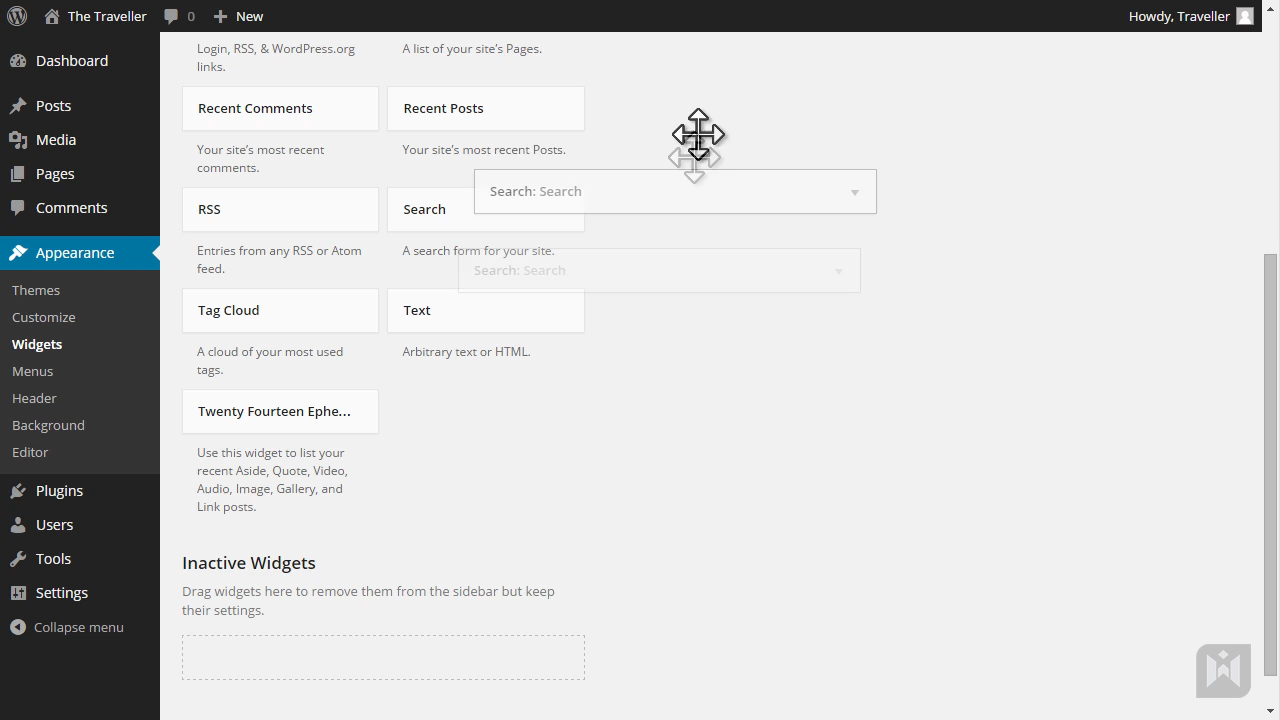 The Traveller
0
New
Howdy, Traveller
Dashboard
Posts
Media
Pages
Comments
Appearance
Themes
Customize
Widgets
Menus
Header
Background
Editor
Plugins
Users
Tools
Settings
Collapse menu
Login, RSS, & WordPress.org
links.
A list of your site's Pages.
Recent Comments
Your site's most recent
comments.
Recent Posts
Your site's most recent Posts.
RSS
Entries from any RSS or Atom
feed.
Search
A search form for your site.
Search: Search
Search: Search
Tag Cloud
A cloud of your most used
tags.
Text
Arbitrary text or HTML.
Twenty Fourteen Ephe...
Use this widget to list your
recent Aside, Quote, Video,
Audio, Image, Gallery, and
Link posts.
Inactive Widgets
Drag widgets here to remove them from the sidebar but keep
their settings.